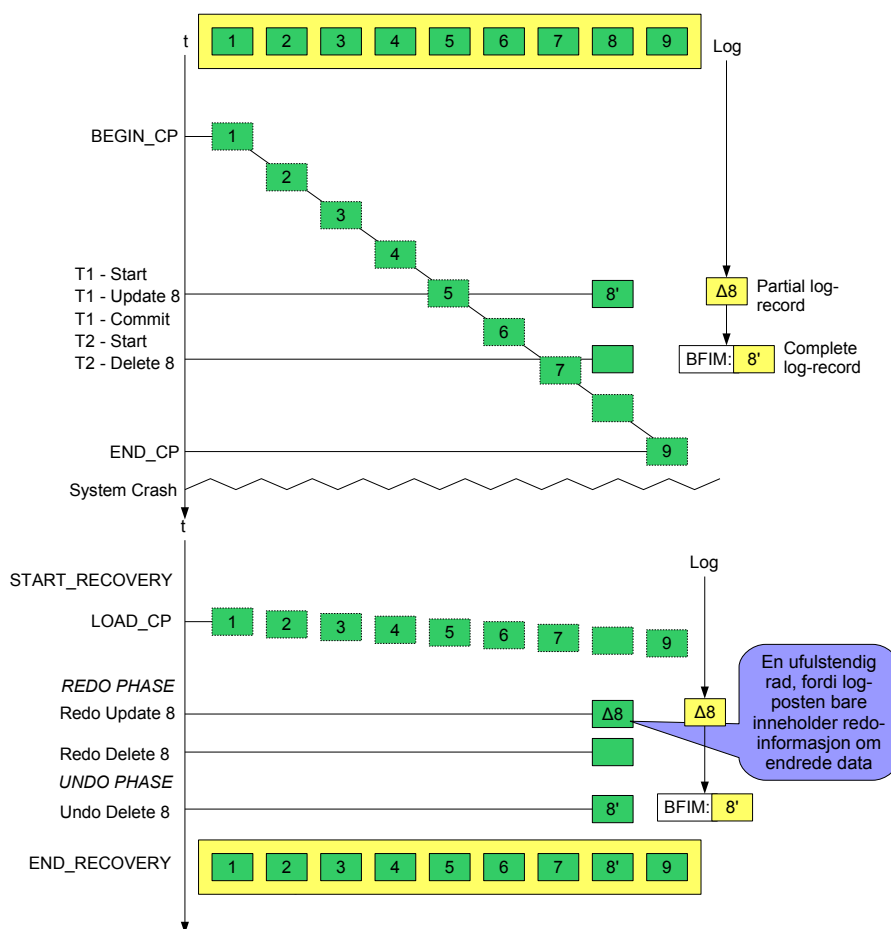 t
1 2 3 4 5 6 7 8 9
Log
BEGIN_CP
1
2
3
4
T1 - Start
T1 - Update 8
5
8'
Δ8
Partial log-
record
T1 - Commit
6
T2 - Start
T2 - Delete 8
7
BFIM: 8'
Complete
log-record
END_CP
9
System Crash
t
START_RECOVERY
Log
LOAD_CP
1 2 3 4 5 6 7 9
En ufulstendig
rad, fordi log-
posten bare
inneholder redo-
informasjon om
endrede data
REDO PHASE
Redo Update 8
Δ8
Δ8
Redo Delete 8
UNDO PHASE
Undo Delete 8
8'
BFIM: 8'
END_RECOVERY
1 2 3 4 5 6 7 8' 9